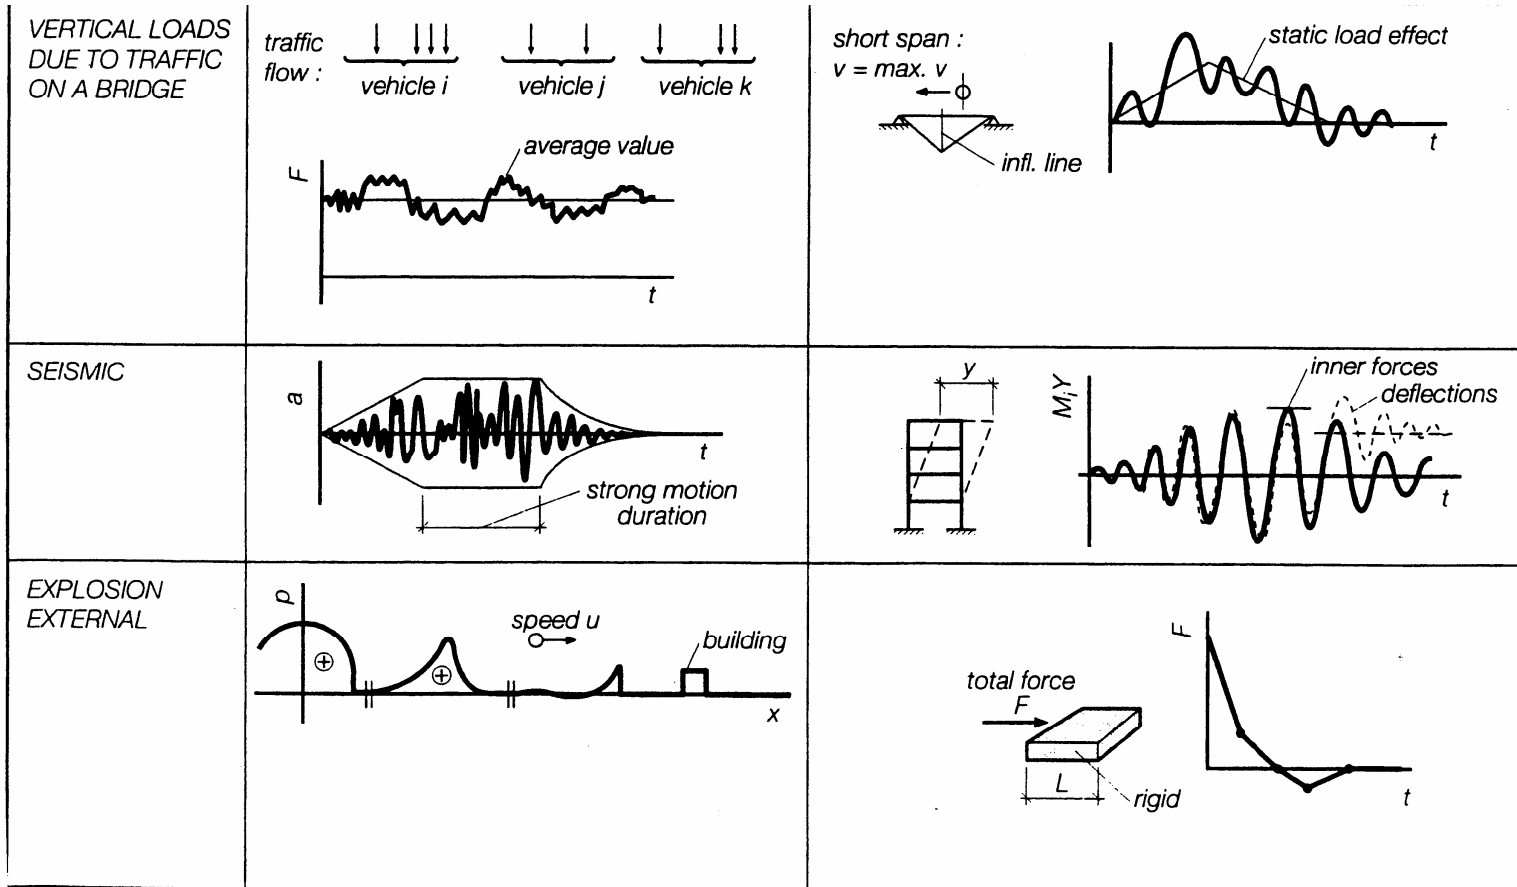 VERTICAL LOADS
DUE TO TRAFFIC
ON A BRIDGE
traffic
flow :
vehicle i
vehicle j
vehicle k
average value
F
t
short span :
v = max. v
infl. line
static load effect
t
SEISMIC
a
t
strong motion
duration
y
M,Y
inner forces
deflections
t
EXPLOSION
EXTERNAL
p
+
+
speed u
building
x
total force
F
L
rigid
F
t